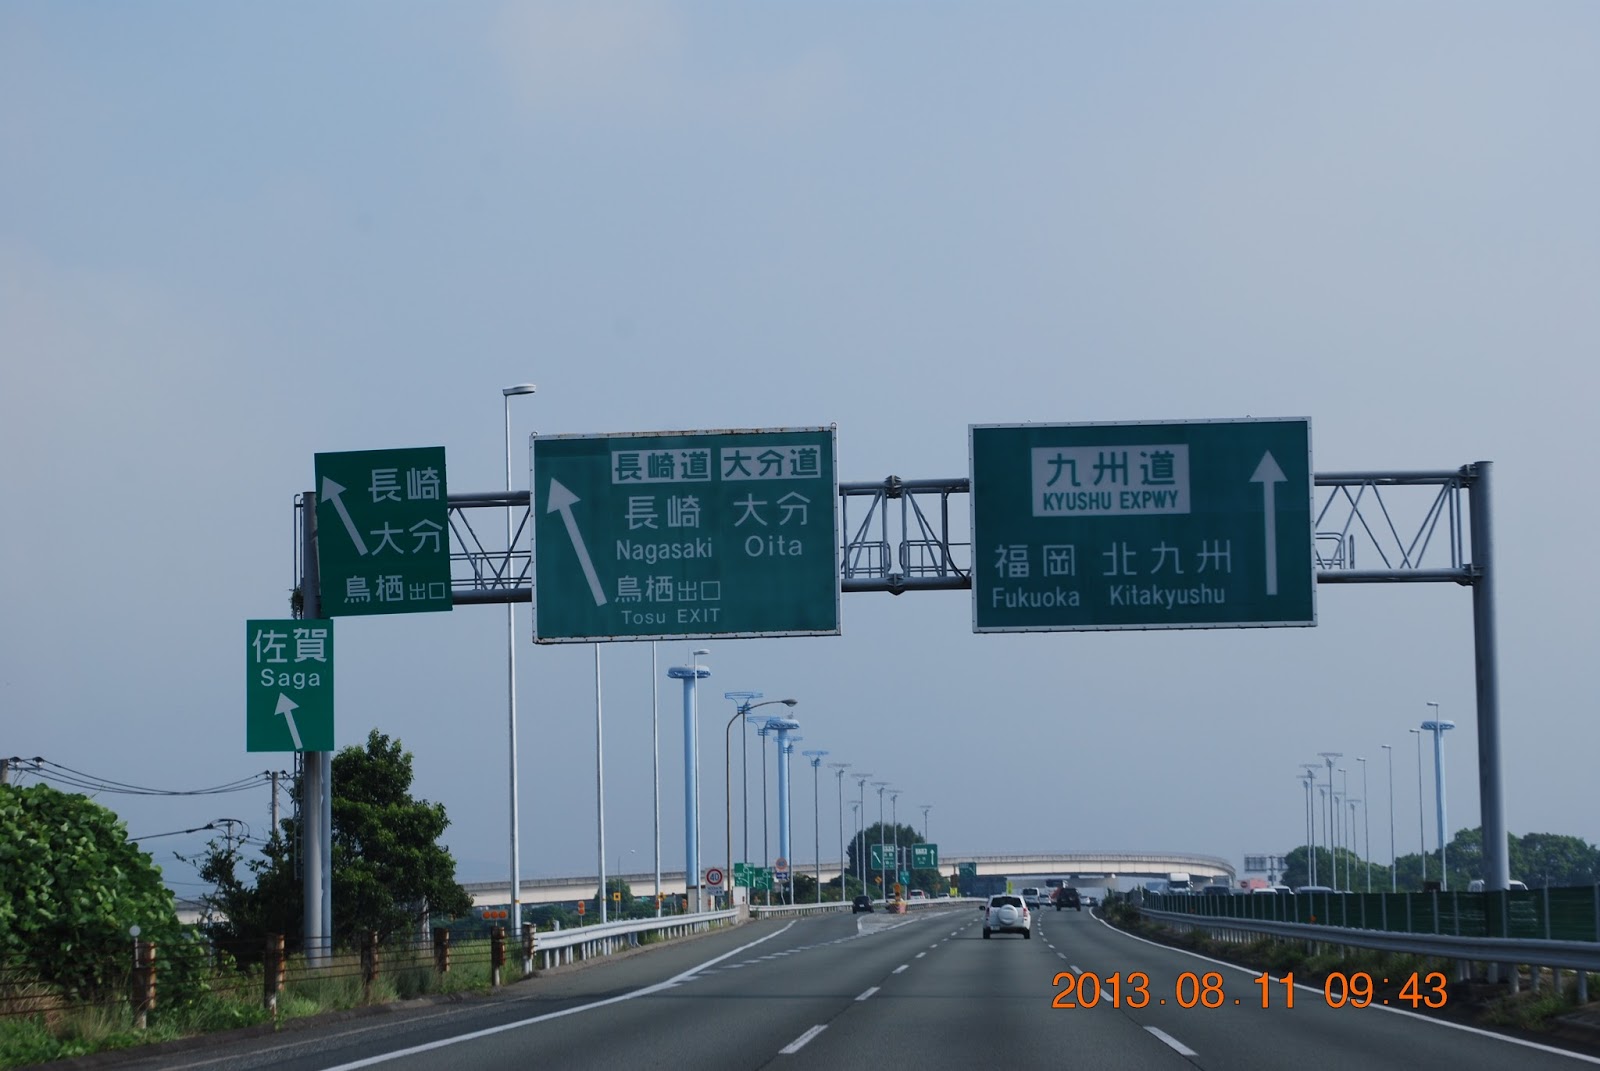 長崎
大分
鳥栖出口
佐賀
Saga
長崎道 大分道
長崎 大分
Nagasaki Oita
鳥栖出口
Tosu EXIT
九州道
KYUSHU EXPWY
福岡 北九州
Fukuoka Kitakyushu
40
2013.08.11 09:43